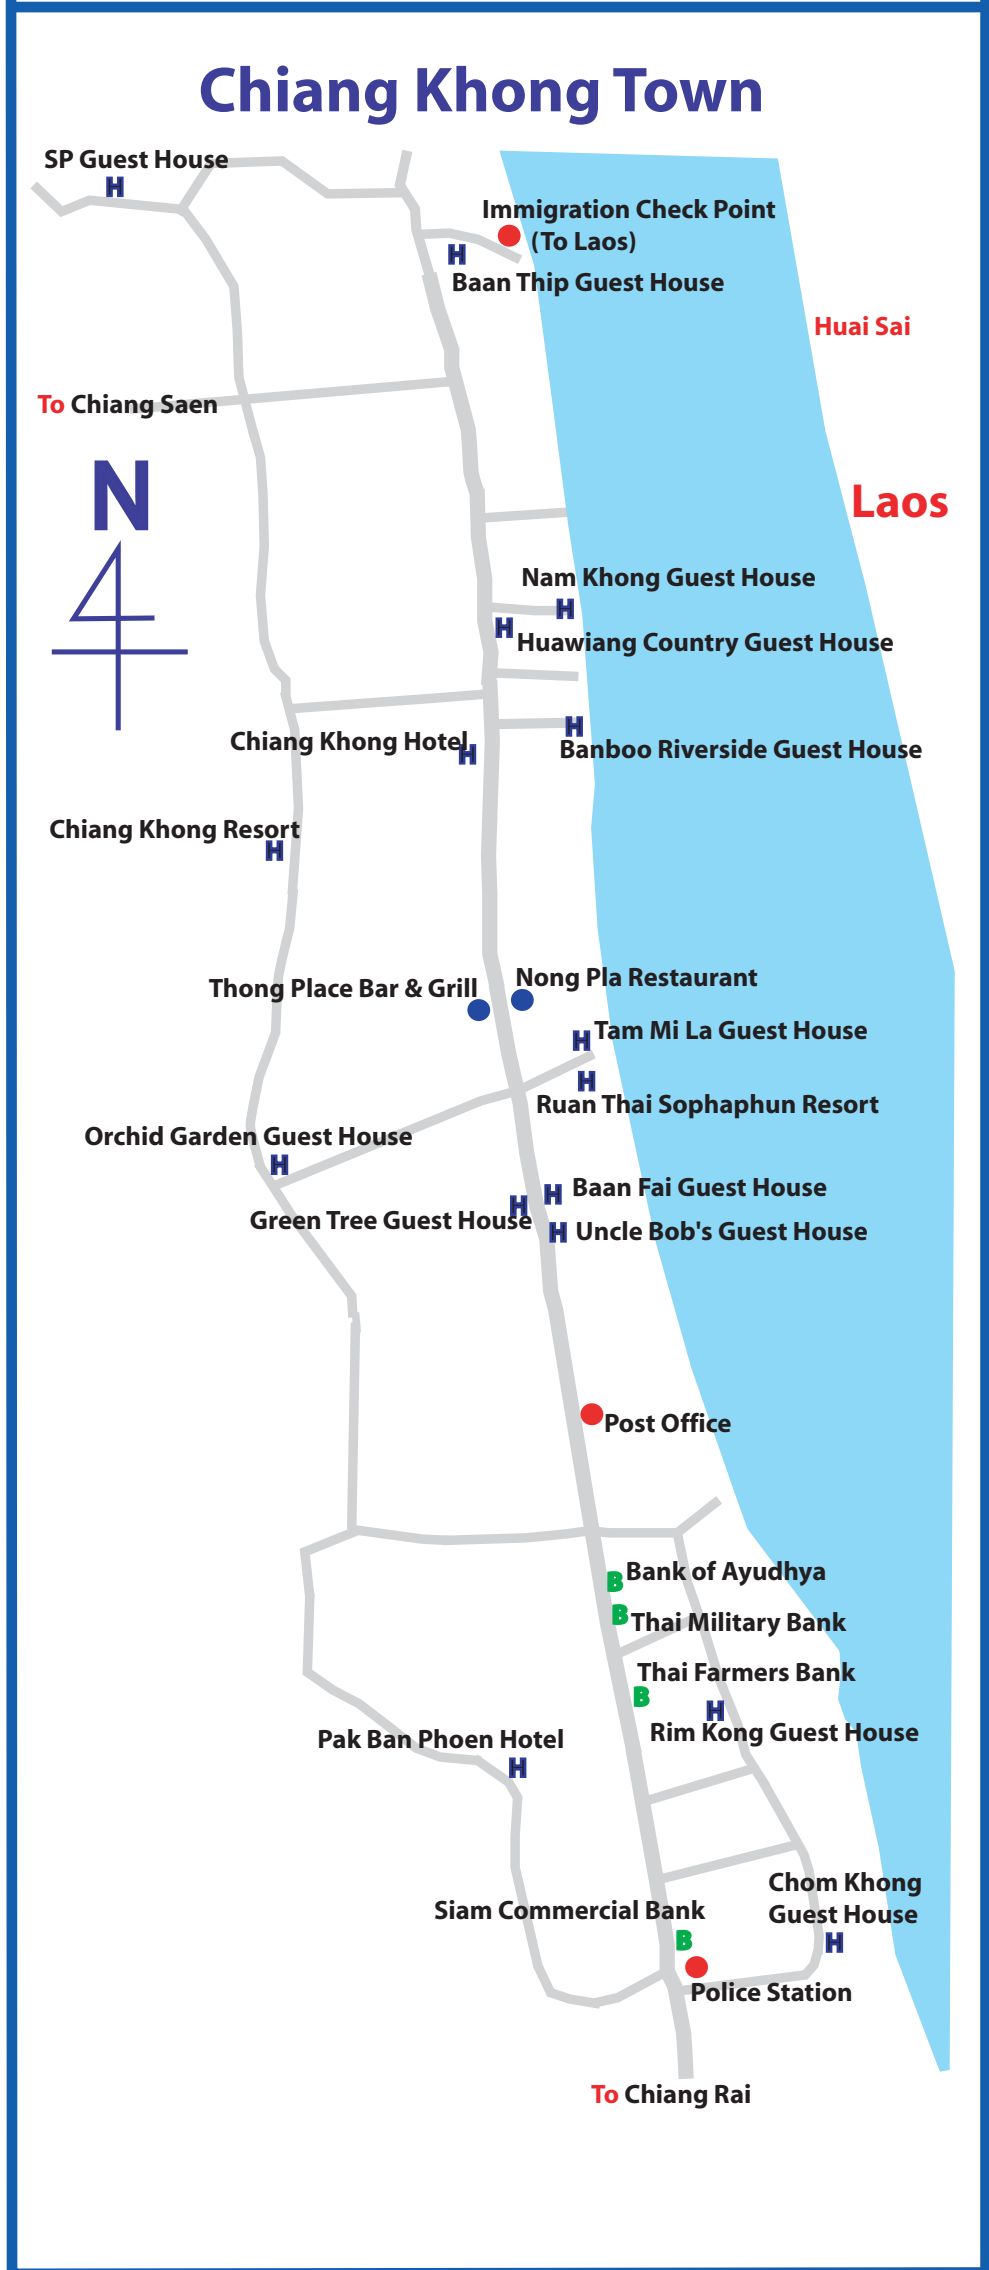 Chiang Khong Town
SP Guest House
H
Immigration Check Point
(To Laos)
H
Baan Thip Guest House
Huai Sai
To Chiang Saen
N
Laos
Nam Khong Guest House
H
H
Huawiang Country Guest House
Chiang Khong Hotel
H
H
Banboo Riverside Guest House
Chiang Khong Resort
H
Nong Pla Restaurant
Thong Place Bar & Grill
H
Tam Mi La Guest House
H
Ruan Thai Sophaphun Resort
Orchid Garden Guest House
H
H
Baan Fai Guest House
H
Green Tree Guest House
H
Uncle Bob's Guest House
Post Office
B
Bank of Ayudhya
B
Thai Military Bank
Thai Farmers Bank
B
H
Rim Kong Guest House
Pak Ban Phoen Hotel
H
Chom Khong
Guest House
H
Siam Commercial Bank
B
Police Station
To Chiang Rai